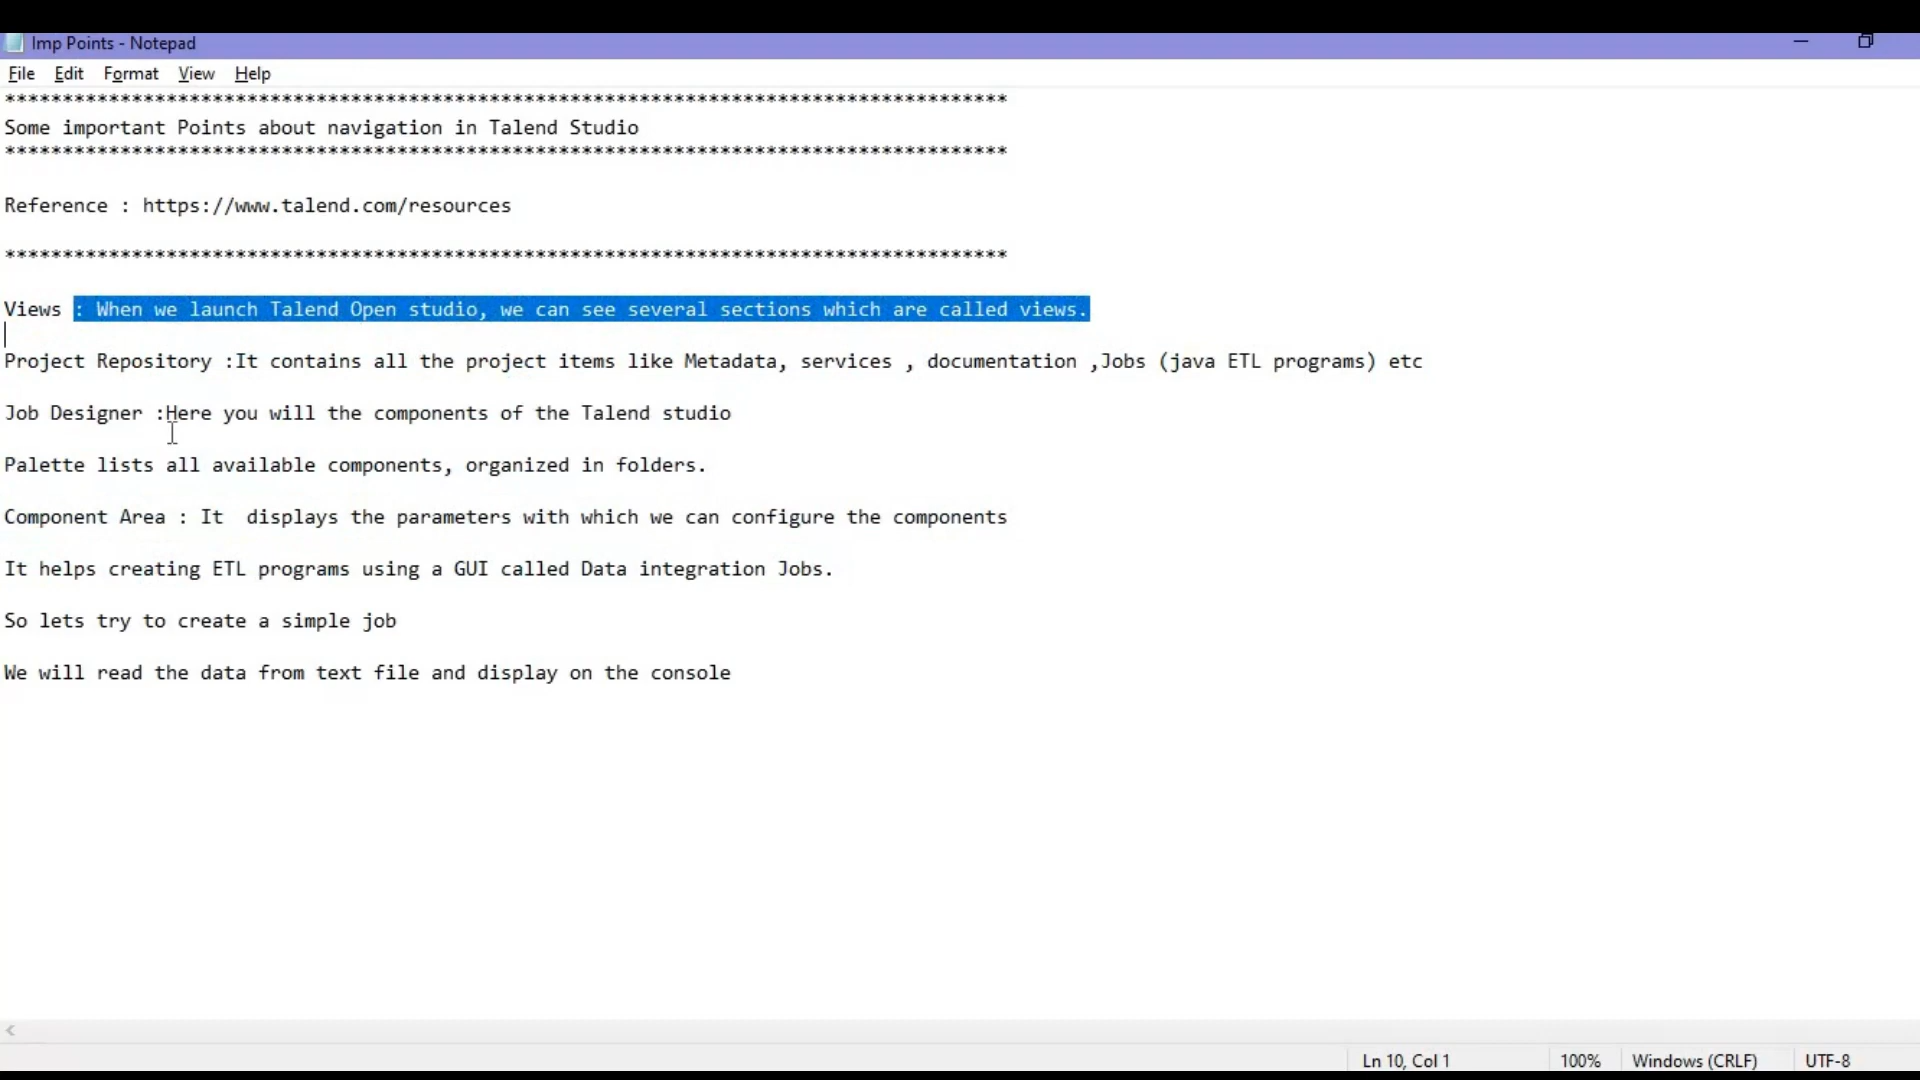 Imp Points - Notepad
File Edit Format View Help
***************************************************************************************
Some important Points about navigation in Talend Studio
***************************************************************************************
Reference : https://www.talend.com/resources
***************************************************************************************
Views : When we launch Talend Open studio, we can see several sections which are called views.
Project Repository :It contains all the project items like Metadata, services , documentation ,Jobs (java ETL programs) etc
Job Designer :Here you will the components of the Talend studio
Palette lists all available components, organized in folders.
Component Area : It  displays the parameters with which we can configure the components
It helps creating ETL programs using a GUI called Data integration Jobs.
So lets try to create a simple job
We will read the data from text file and display on the console
Ln 10, Col 1 100% Windows (CRLF) UTF-8